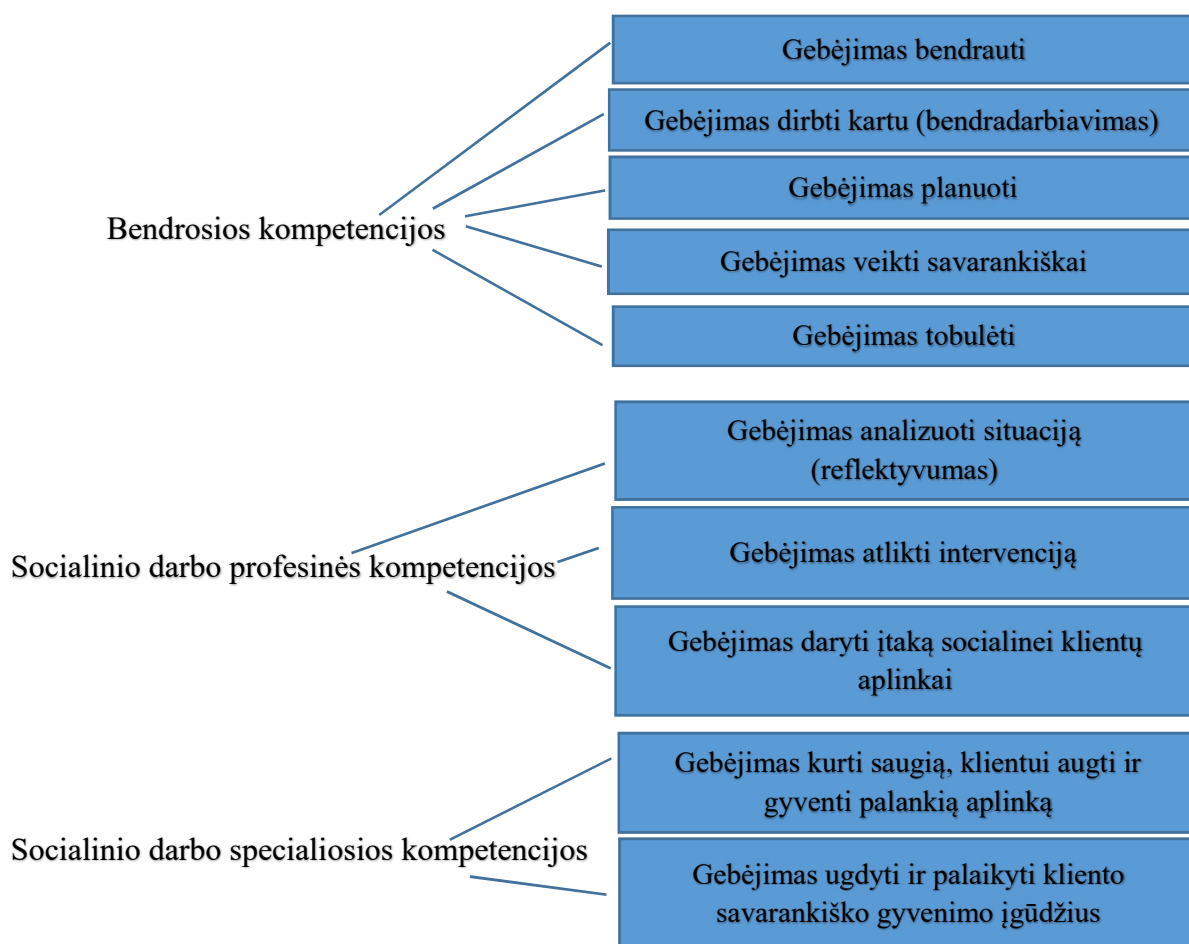 Bendrosios kompetencijos
Gebėjimas bendrauti
Gebėjimas dirbti kartu (bendradarbiavimas)
Gebėjimas planuoti
Gebėjimas veikti savarankiškai
Gebėjimas tobulėti
Socialinio darbo profesinės kompetencijos
Gebėjimas analizuoti situaciją
(reflektyvumas)
Gebėjimas atlikti intervenciją
Gebėjimas daryti įtaką socialinei klientų
aplinkai
Socialinio darbo specialiosios kompetencijos
Gebėjimas kurti saugią, klientui augti ir
gyventi palankią aplinką
Gebėjimas ugdyti ir palaikyti kliento
savarankiško gyvenimo įgūdžius